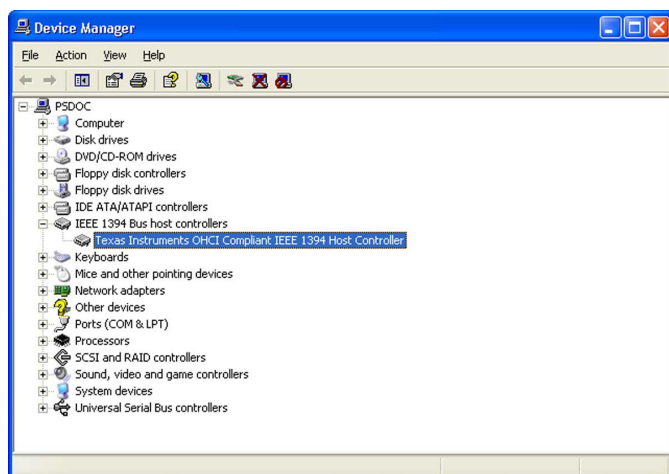 Device Manager
File Action View Help
PSDOC
Computer
Disk drives
DVD/CD-ROM drives
Floppy disk controllers
Floppy disk drives
IDE ATA/ATAPI controllers
IEEE 1394 Bus host controllers
Texas Instruments OHCI Compliant IEEE 1394 Host Controller
Keyboards
Mice and other pointing devices
Network adapters
Other devices
Ports (COM & LPT)
Processors
SCSI and RAID controllers
Sound, video and game controllers
System devices
Universal Serial Bus controllers